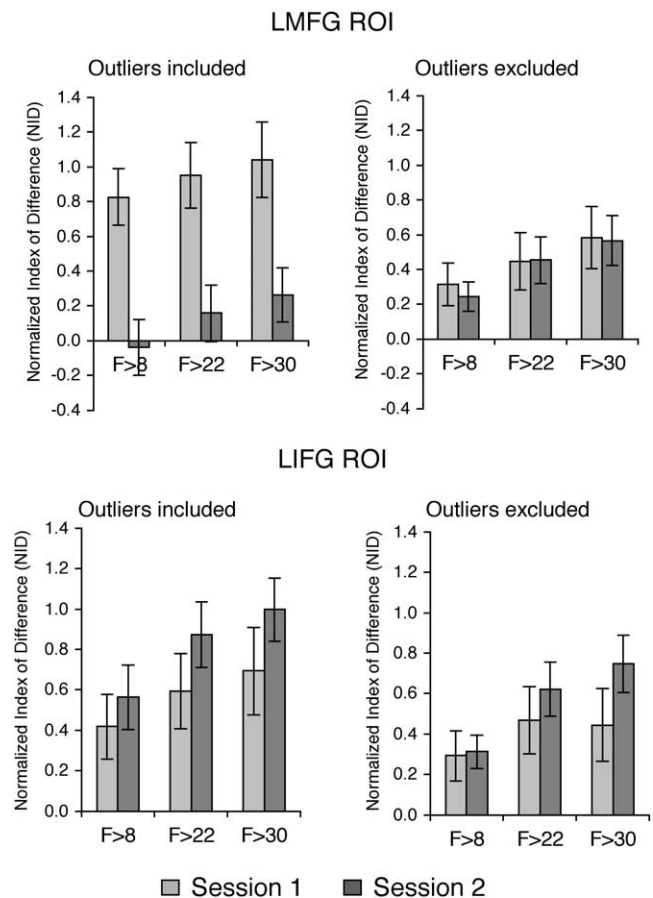 LMFG ROI
Outliers included
Normalized Index of Difference (NID)
1.4
1.2
1.0
0.8
0.6
0.4
0.2
0.0
-0.2
-0.4
F>8
F>22
F>30
Outliers excluded
Normalized Index of Difference (NID)
1.4
1.2
1.0
0.8
0.6
0.4
0.2
0.0
-0.2
-0.4
F>8
F>22
F>30
LIFG ROI
Outliers included
Normalized Index of Difference (NID)
1.4
1.2
1.0
0.8
0.6
0.4
0.2
0.0
F>8
F>22
F>30
Outliers excluded
Normalized Index of Difference (NID)
1.4
1.2
1.0
0.8
0.6
0.4
0.2
0.0
F>8
F>22
F>30
Session 1
Session 2